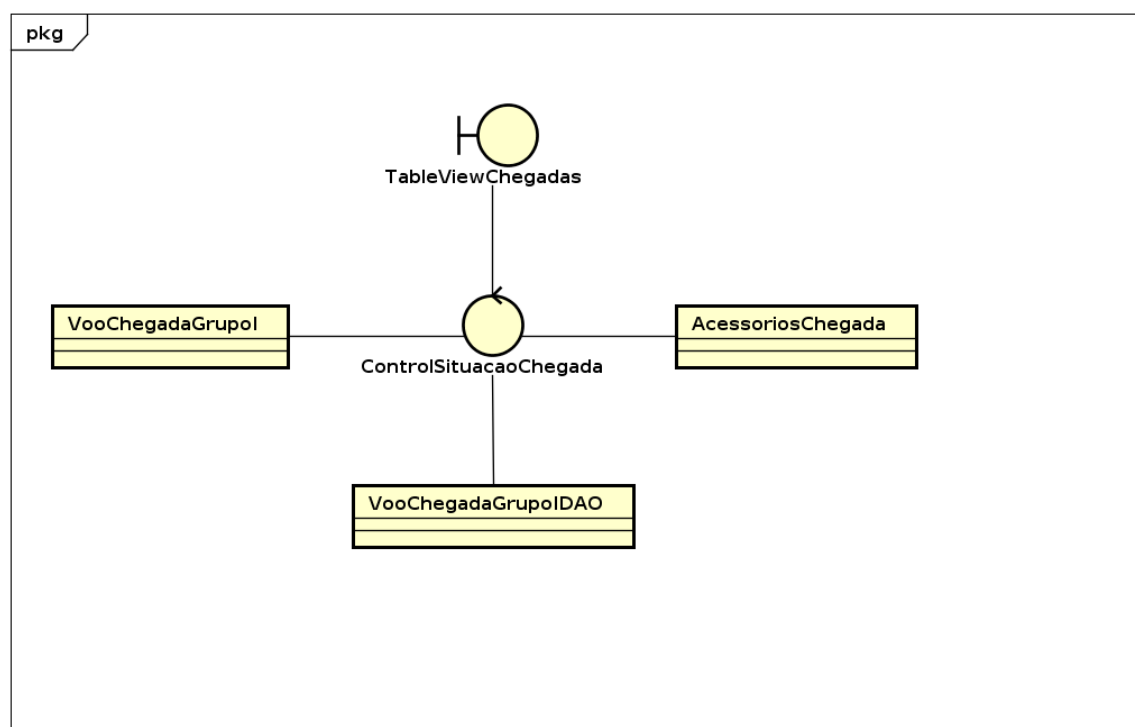 pkg
TableViewChegadas
VooChegadaGrupoI
AcessoriosChegada
ControlSituacaoChegada
VooChegadaGrupoIDAO